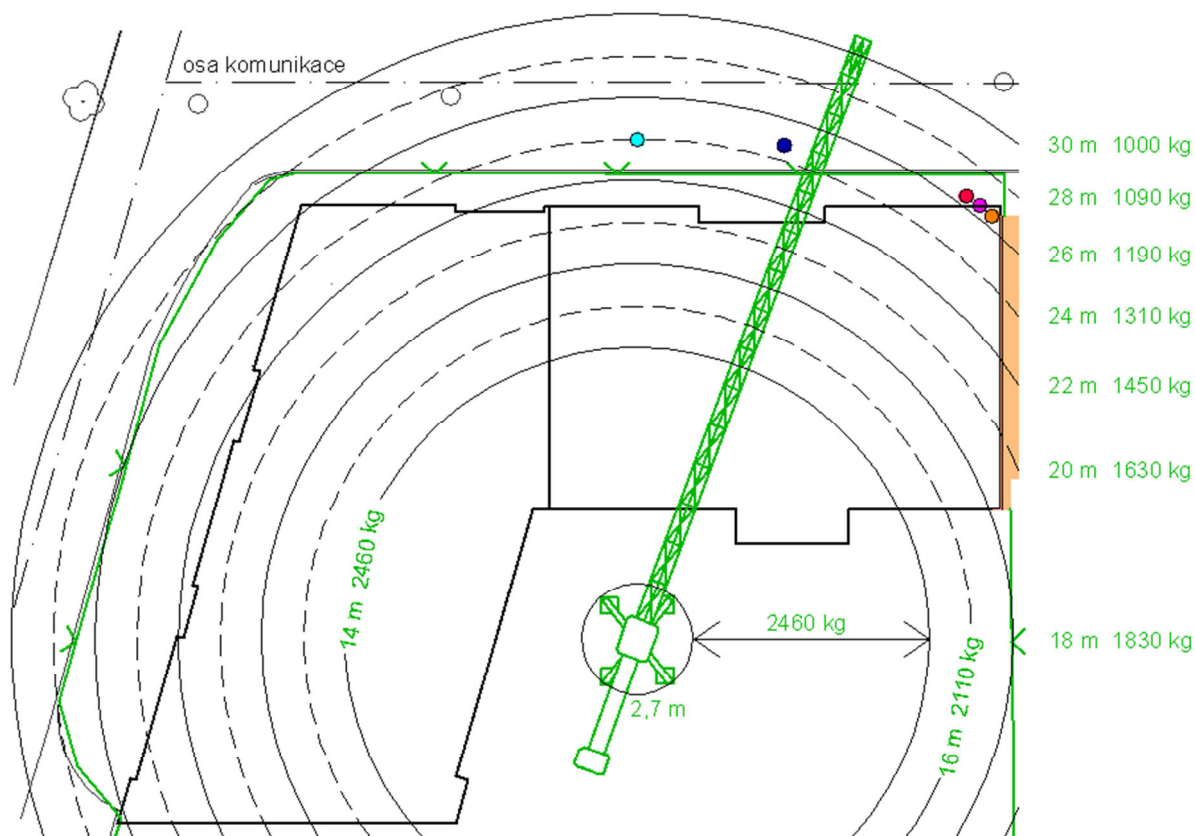 osa komunikace
30 m 1000 kg
28 m 1090 kg
26 m 1190 kg
24 m 1310 kg
22 m 1450 kg
20 m 1630 kg
14 m 2460 kg
2460 kg
18 m 1830 kg
2,7 m
16 m 2110 kg